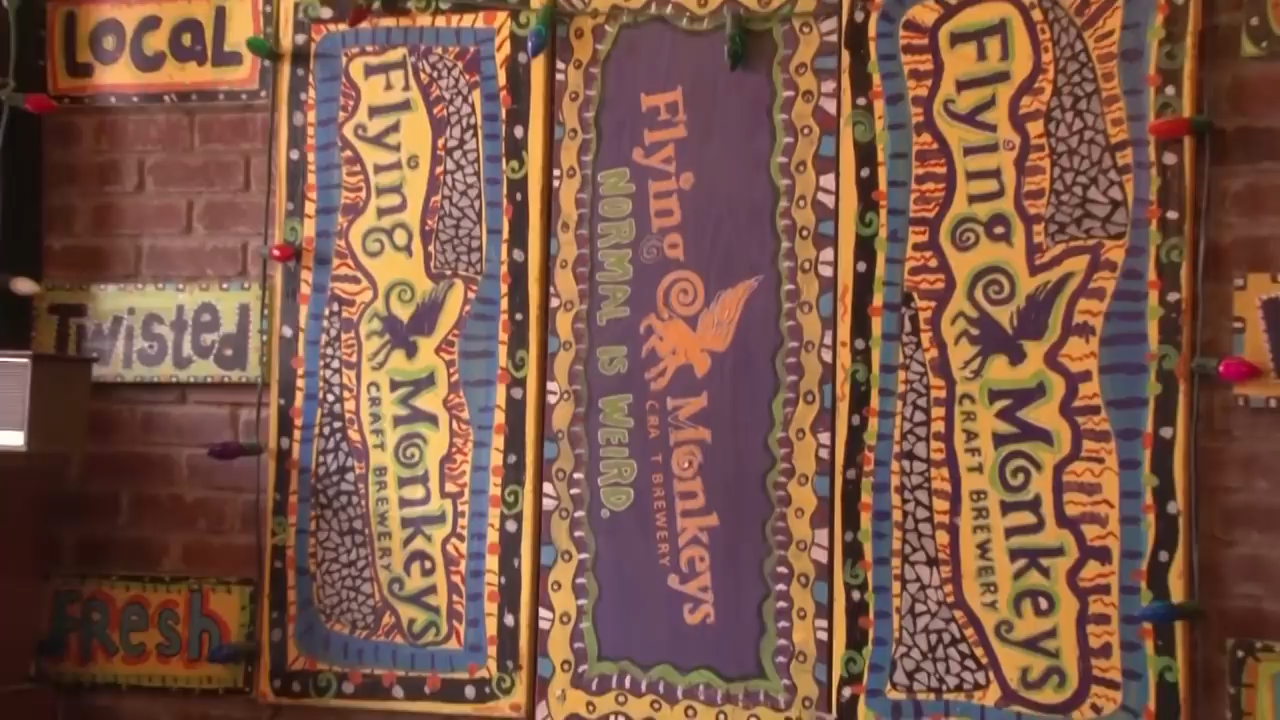 Local
Twisted
Fresh
Flying Monkeys
CRAFT BREWERY
Flying Monkeys
CRA T BREWERY
NORMAL IS WEIRD.
Flying Monkeys
CRAFT BREWERY